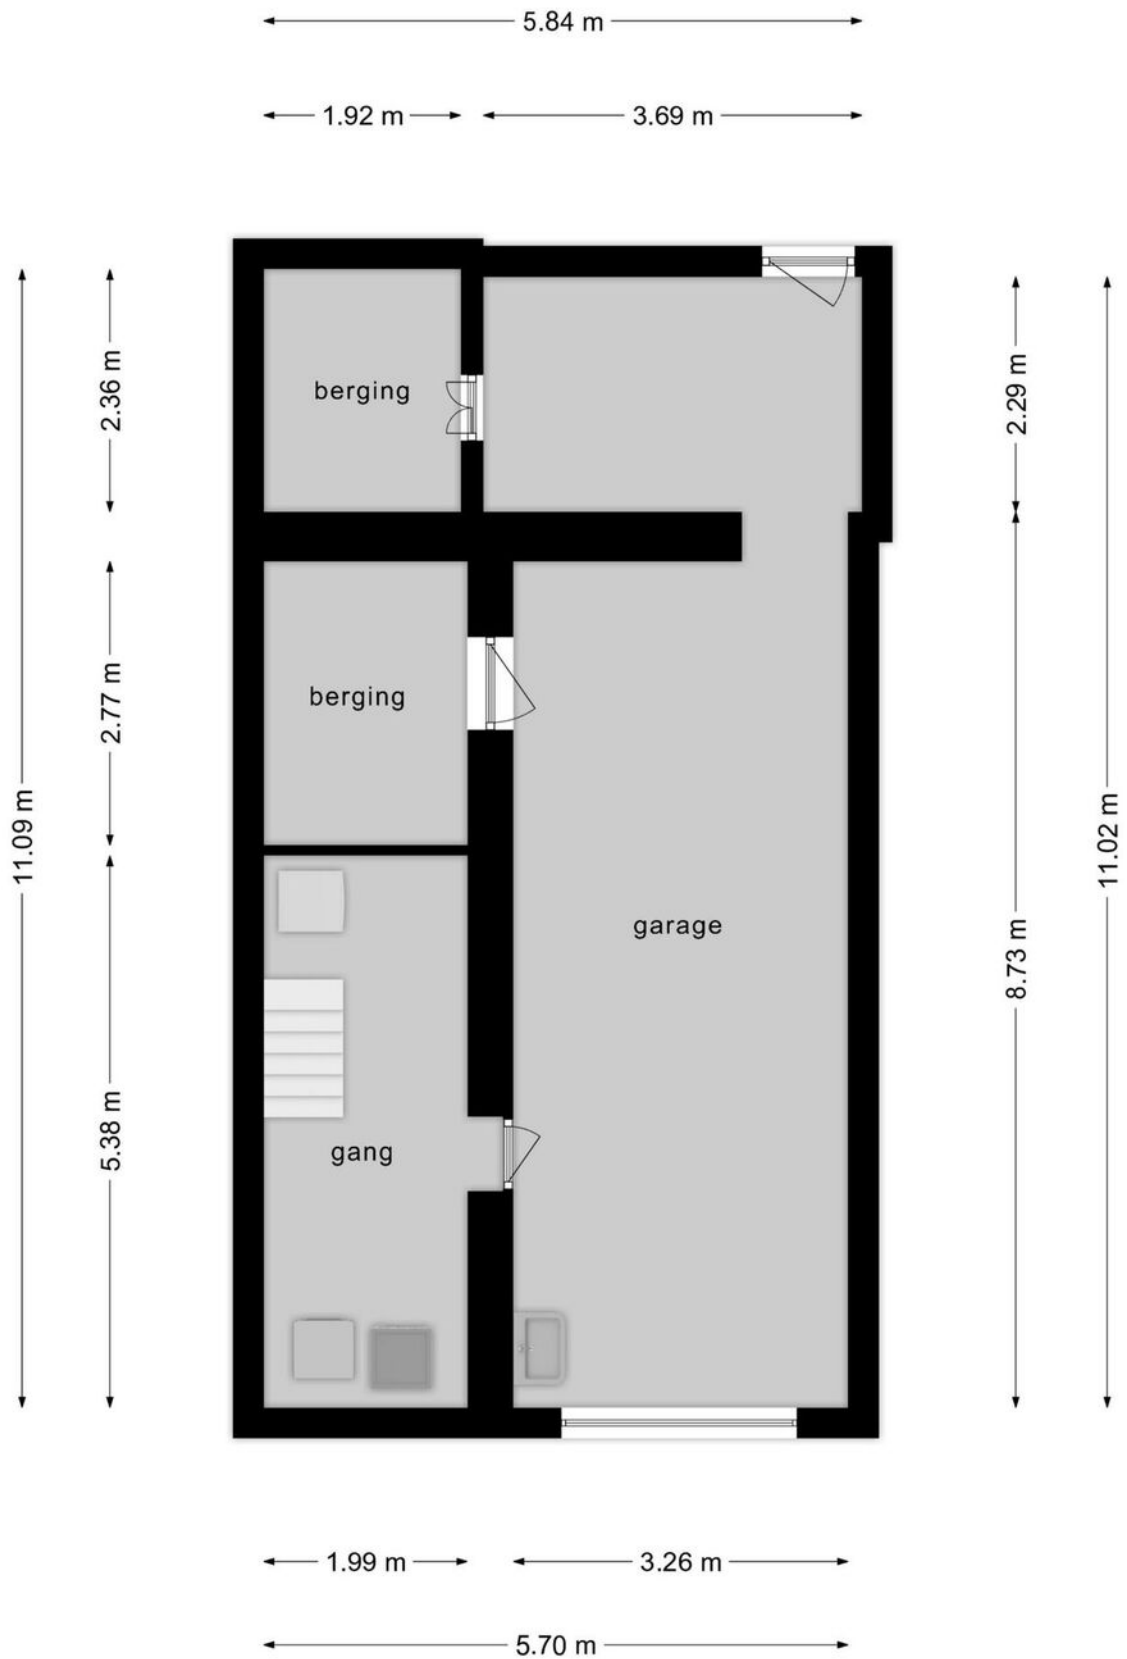 5.84 m
1.92 m
3.69 m
berging
2.36 m
2.29 m
berging
2.77 m
11.09 m
11.02 m
garage
8.73 m
5.38 m
gang
1.99 m
3.26 m
5.70 m